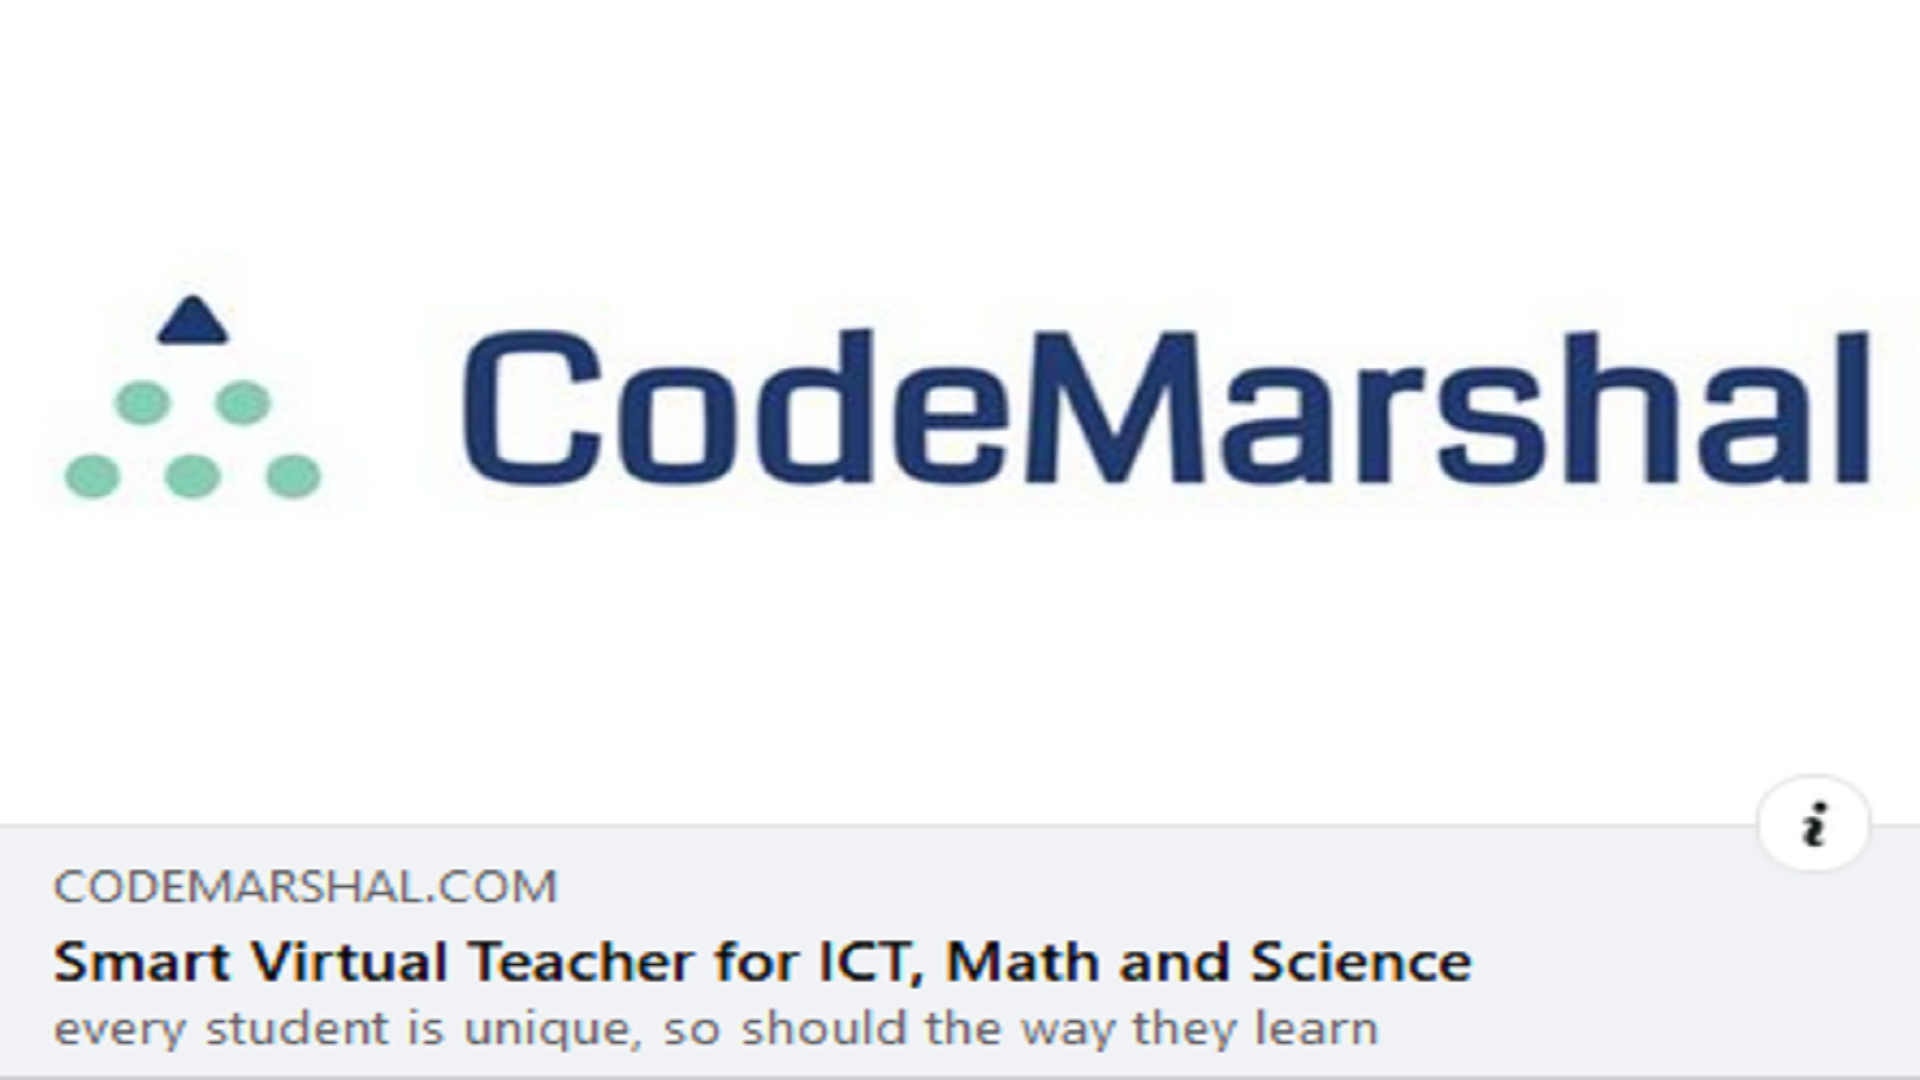 CodeMarshal
i
CODEMARSHAL.COM
Smart Virtual Teacher for ICT, Math and Science
every student is unique, so should the way they learn